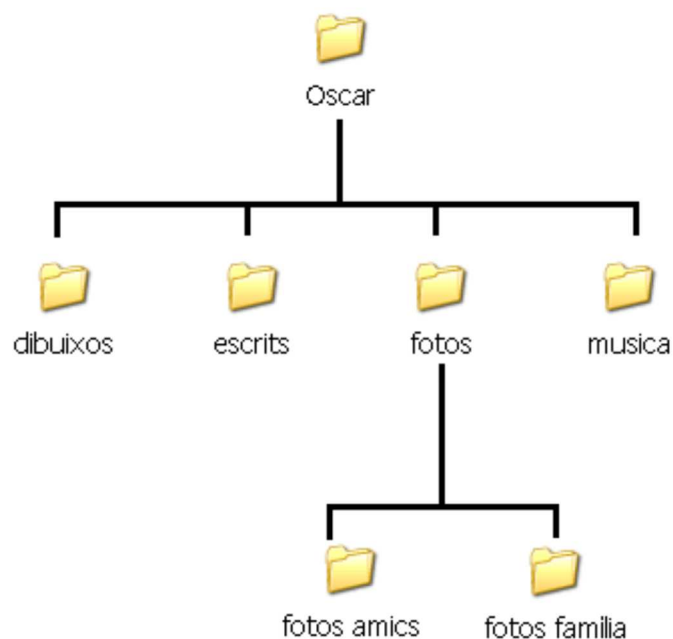 Oscar
dibuixos
escrits
fotos
musica
fotos amics
fotos familia